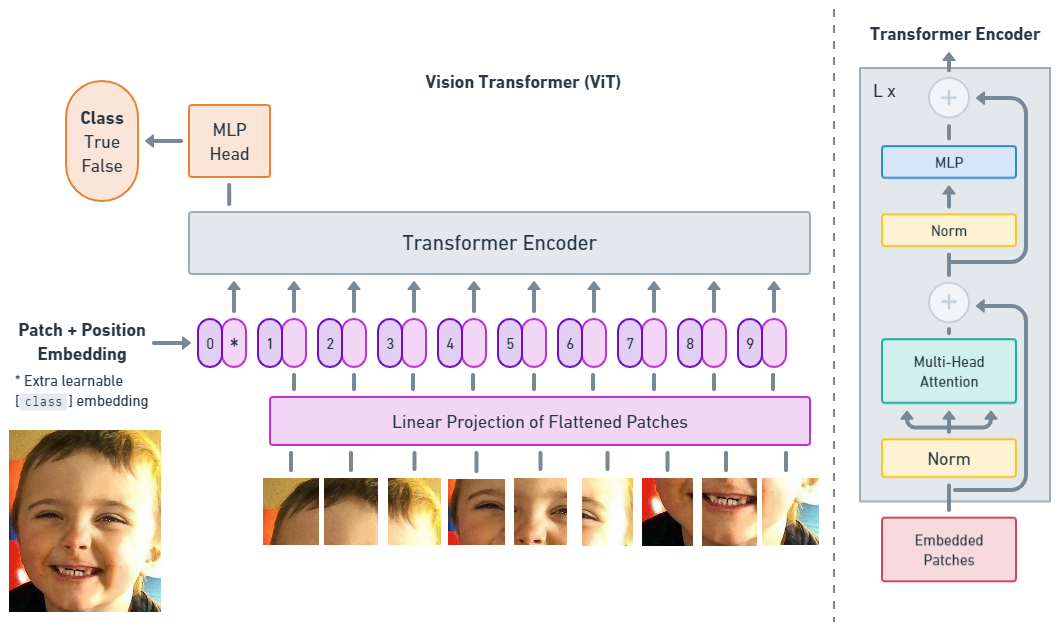 Vision Transformer (ViT)
Class
True
False
MLP
Head
Transformer Encoder
Patch + Position
Embedding
* Extra learnable
[class] embedding
0 * 1 2 3 4 5 6 7 8 9
Linear Projection of Flattened Patches
Transformer Encoder
L x
+
MLP
Norm
+
Multi-Head
Attention
Norm
Embedded
Patches